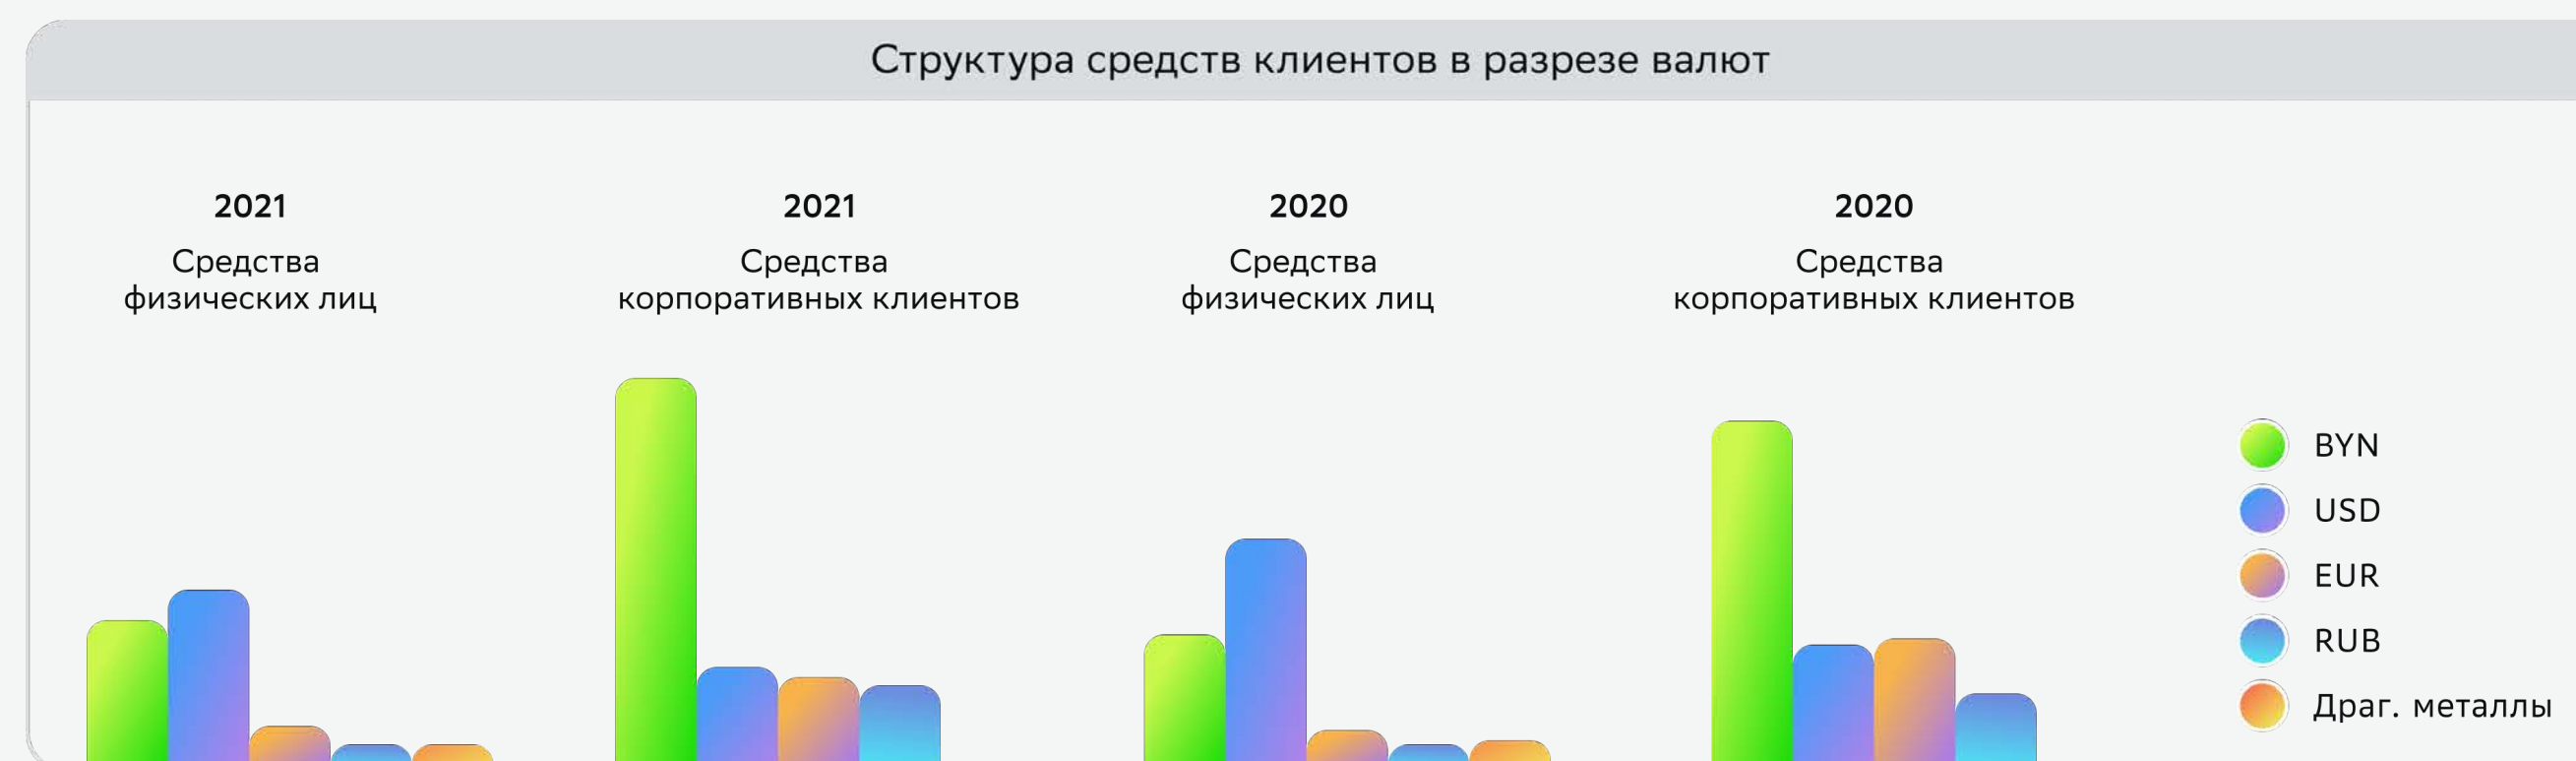 Структура средств клиентов в разрезе валют
2021
Средства
физических лиц
2021
Средства
корпоративных клиентов
2020
Средства
физических лиц
2020
Средства
корпоративных клиентов
BYN
USD
EUR
RUB
Драг. металлы